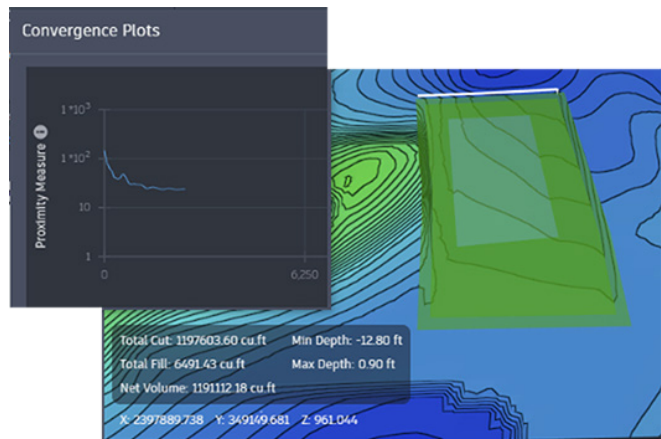 Convergence Plots
Proximity Measure i
1 *10³
1 *10²
10
1
0 6,250
Total Cut: 1197603.60 cu.ft Min Depth: -12.80 ft
Total Fill: 6491.43 cu.ft Max Depth: 0.90 ft
Net Volume: 1191112.18 cu.ft
X: 2397889.738 Y: 349149.681 Z: 961.044